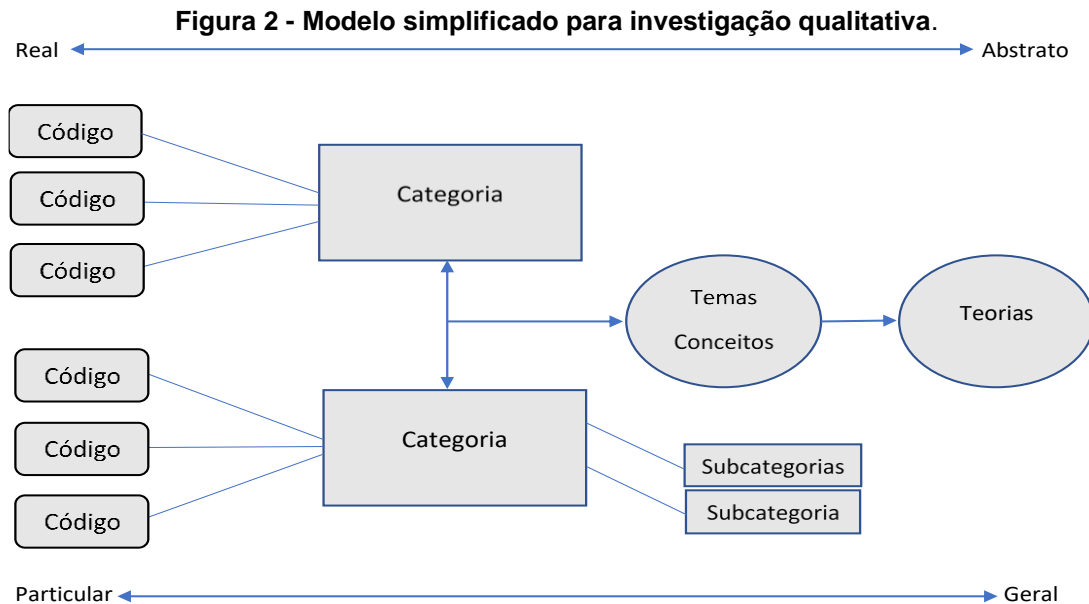 Figura 2 - Modelo simplificado para investigação qualitativa.
Real
Abstrato
Código
Código
Código
Categoria
Temas
Conceitos
Teorias
Código
Código
Código
Categoria
Subcategorias
Subcategoria
Particular
Geral